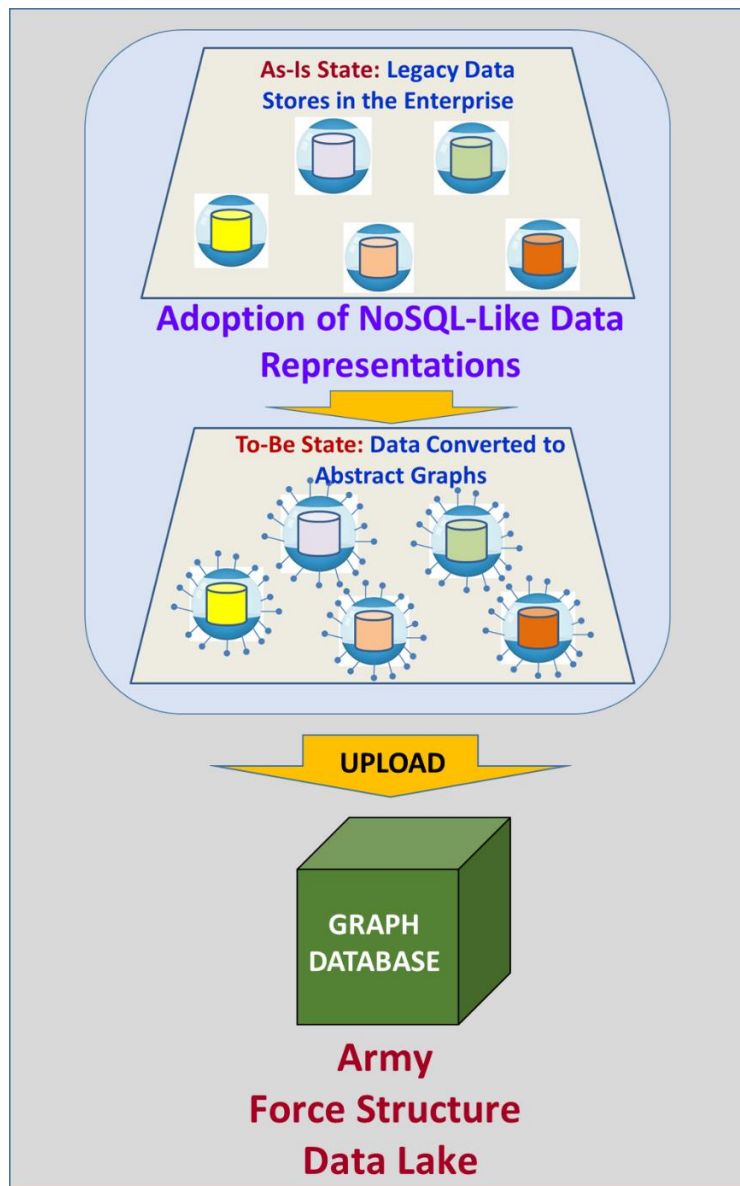 As-Is State: Legacy Data
Stores in the Enterprise
Adoption of NoSQL-Like Data
Representations
To-Be State: Data Converted to
Abstract Graphs
UPLOAD
GRAPH
DATABASE
Army
Force Structure
Data Lake